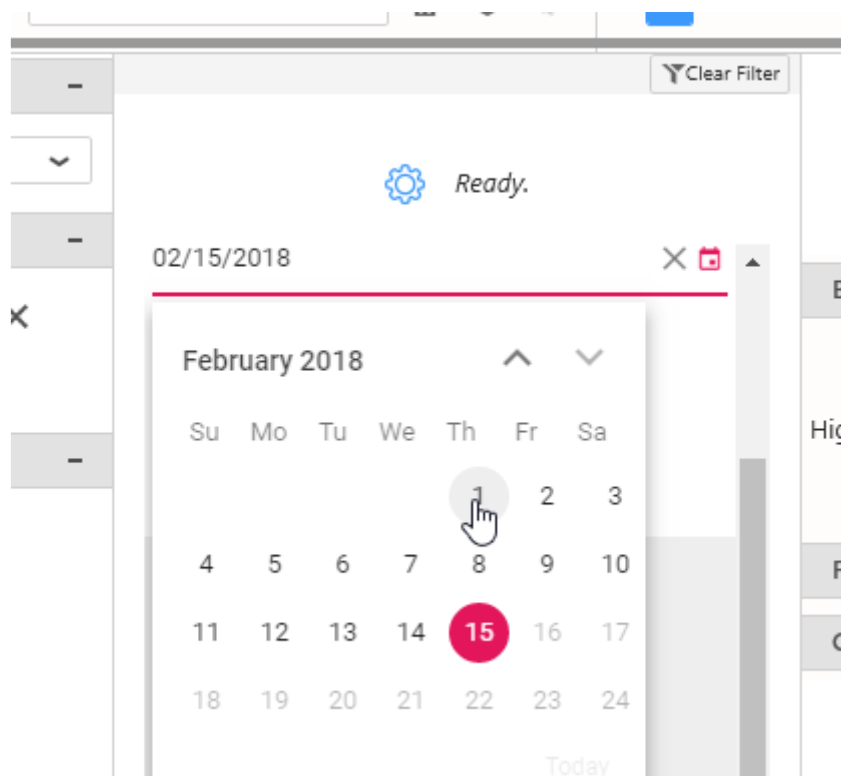 Clear Filter
Ready.
02/15/2018
February 2018
Su Mo Tu We Th Fr Sa
1 2 3
4 5 6 7 8 9 10
11 12 13 14 15 16 17
18 19 20 21 22 23 24
Today